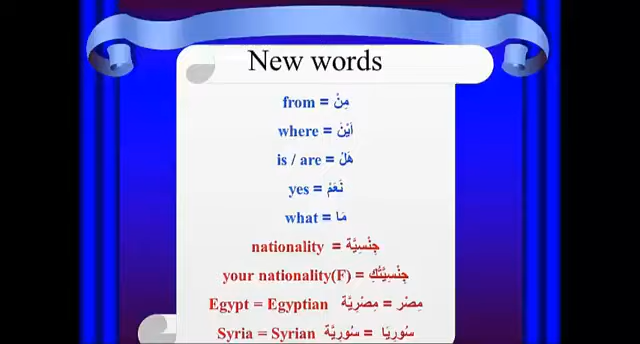 New words
from = مِنْ
where = أَيْنَ
is / are = هَلْ
yes = نَعَمْ
what = مَا
nationality = جِنْسِيَّة
your nationality(F) = جِنْسِيَّتُكِ
Egypt = Egyptian مِصْر = مِصْرِيَّة
Syria = Syrian سُورِيَا = سُورِيَّة